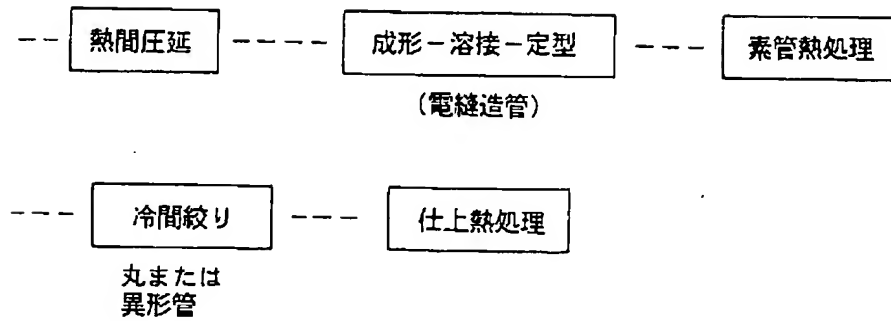 熱間圧延 成形－溶接－定型 素管熱処理
(電縫造管)
冷間絞り 仕上熱処理
丸または
異形管